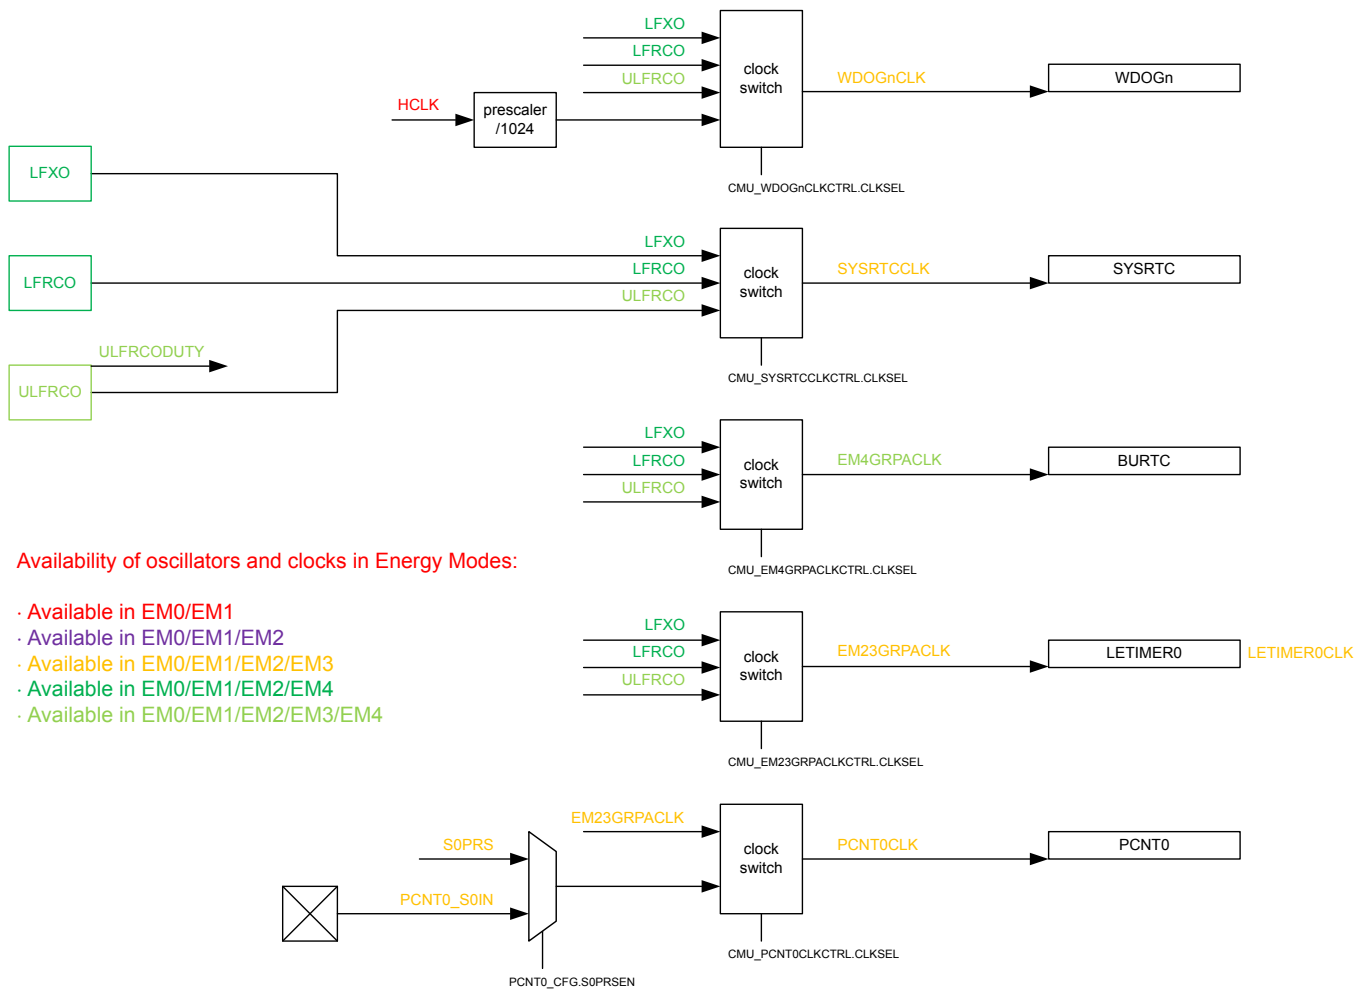 LFXO
LFRCO
ULFRCO
HCLK
prescaler
/1024
clock
switch
WDOGnCLK
WDOGn
CMU_WDOGnCLKCTRL.CLKSEL
LFXO
LFRCO
ULFRCO
ULFRCODUTY
LFXO
LFRCO
ULFRCO
clock
switch
SYSRTCCLK
SYSRTC
CMU_SYSRTCCLKCTRL.CLKSEL
LFXO
LFRCO
ULFRCO
clock
switch
EM4GRPACLK
BURTC
CMU_EM4GRPACLKCTRL.CLKSEL
Availability of oscillators and clocks in Energy Modes:
· Available in EM0/EM1
· Available in EM0/EM1/EM2
· Available in EM0/EM1/EM2/EM3
· Available in EM0/EM1/EM2/EM4
· Available in EM0/EM1/EM2/EM3/EM4
LFXO
LFRCO
ULFRCO
clock
switch
EM23GRPACLK
LETIMER0
LETIMER0CLK
CMU_EM23GRPACLKCTRL.CLKSEL
EM23GRPACLK
S0PRS
PCNT0_S0IN
clock
switch
PCNT0CLK
PCNT0
CMU_PCNT0CLKCTRL.CLKSEL
PCNT0_CFG.S0PRSEN